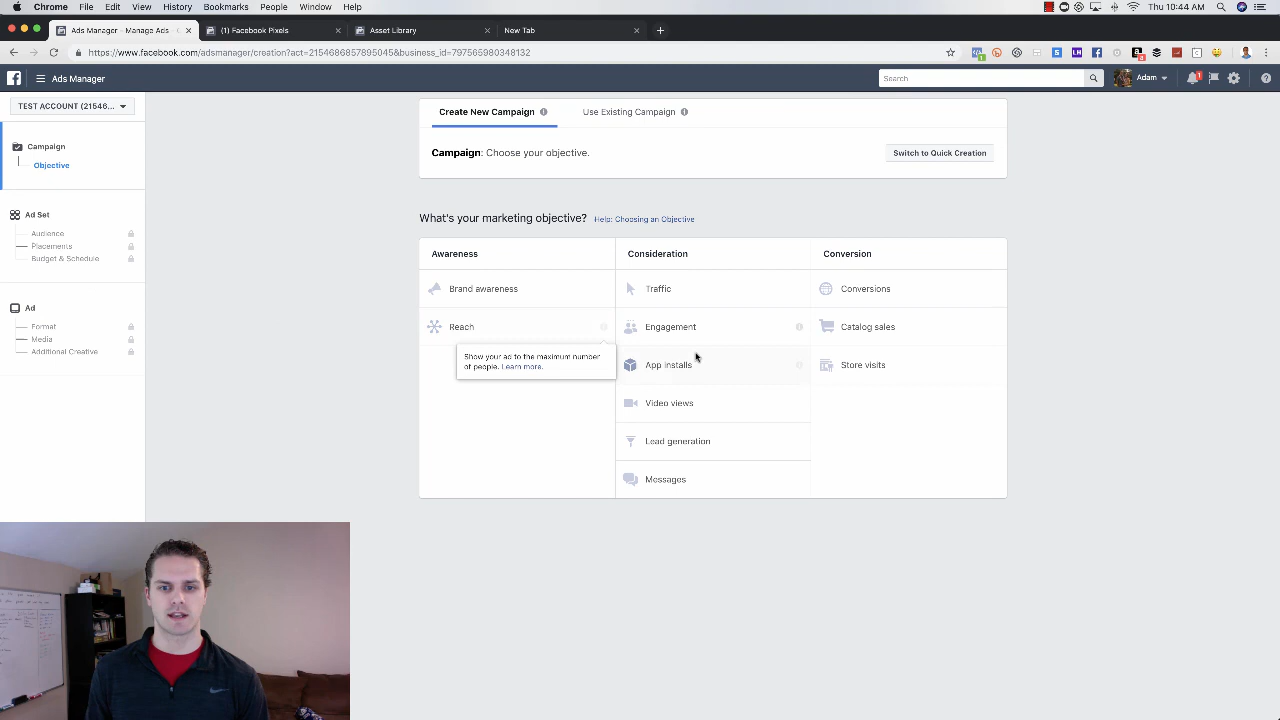 Chrome File Edit View History Bookmarks People Window Help
Thu 10:44 AM
Ads Manager - Manage Ads -
(1) Facebook Pixels
Asset Library
New Tab
https://www.facebook.com/adsmanager/creation?act=2154686857895045&business_id=797565980348132
Ads Manager
Search
Adam
1
TEST ACCOUNT (21546...
Campaign
Objective
Ad Set
Audience
Placements
Budget & Schedule
Ad
Format
Media
Additional Creative
Create New Campaign
Use Existing Campaign
Campaign: Choose your objective.
Switch to Quick Creation
What's your marketing objective?
Help: Choosing an Objective
Awareness
Consideration
Conversion
Brand awareness
Traffic
Conversions
Reach
Engagement
Catalog sales
Show your ad to the maximum number
of people. Learn more.
App installs
Store visits
Video views
Lead generation
Messages